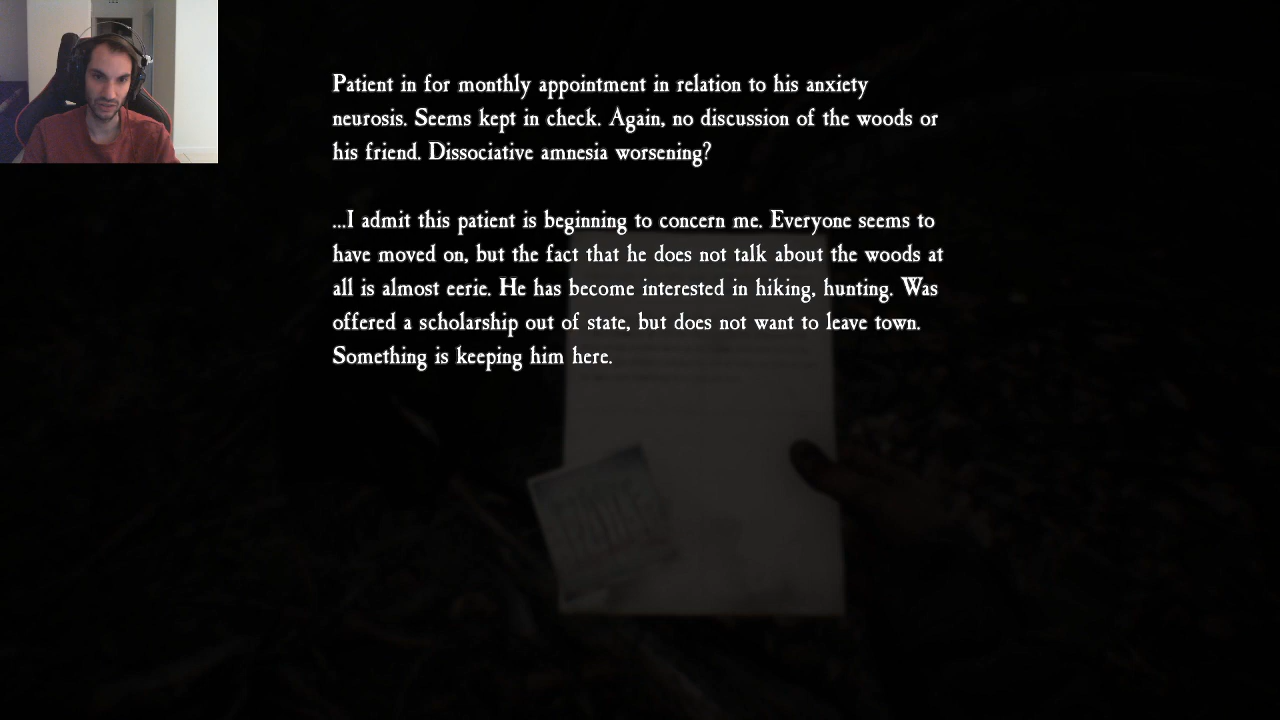 Patient in for monthly appointment in relation to his anxiety
neurosis. Seems kept in check. Again, no discussion of the woods or
his friend. Dissociative amnesia worsening?
...I admit this patient is beginning to concern me. Everyone seems to
have moved on, but the fact that he does not talk about the woods at
all is almost eerie. He has become interested in hiking, hunting. Was
offered a scholarship out of state, but does not want to leave town.
Something is keeping him here.